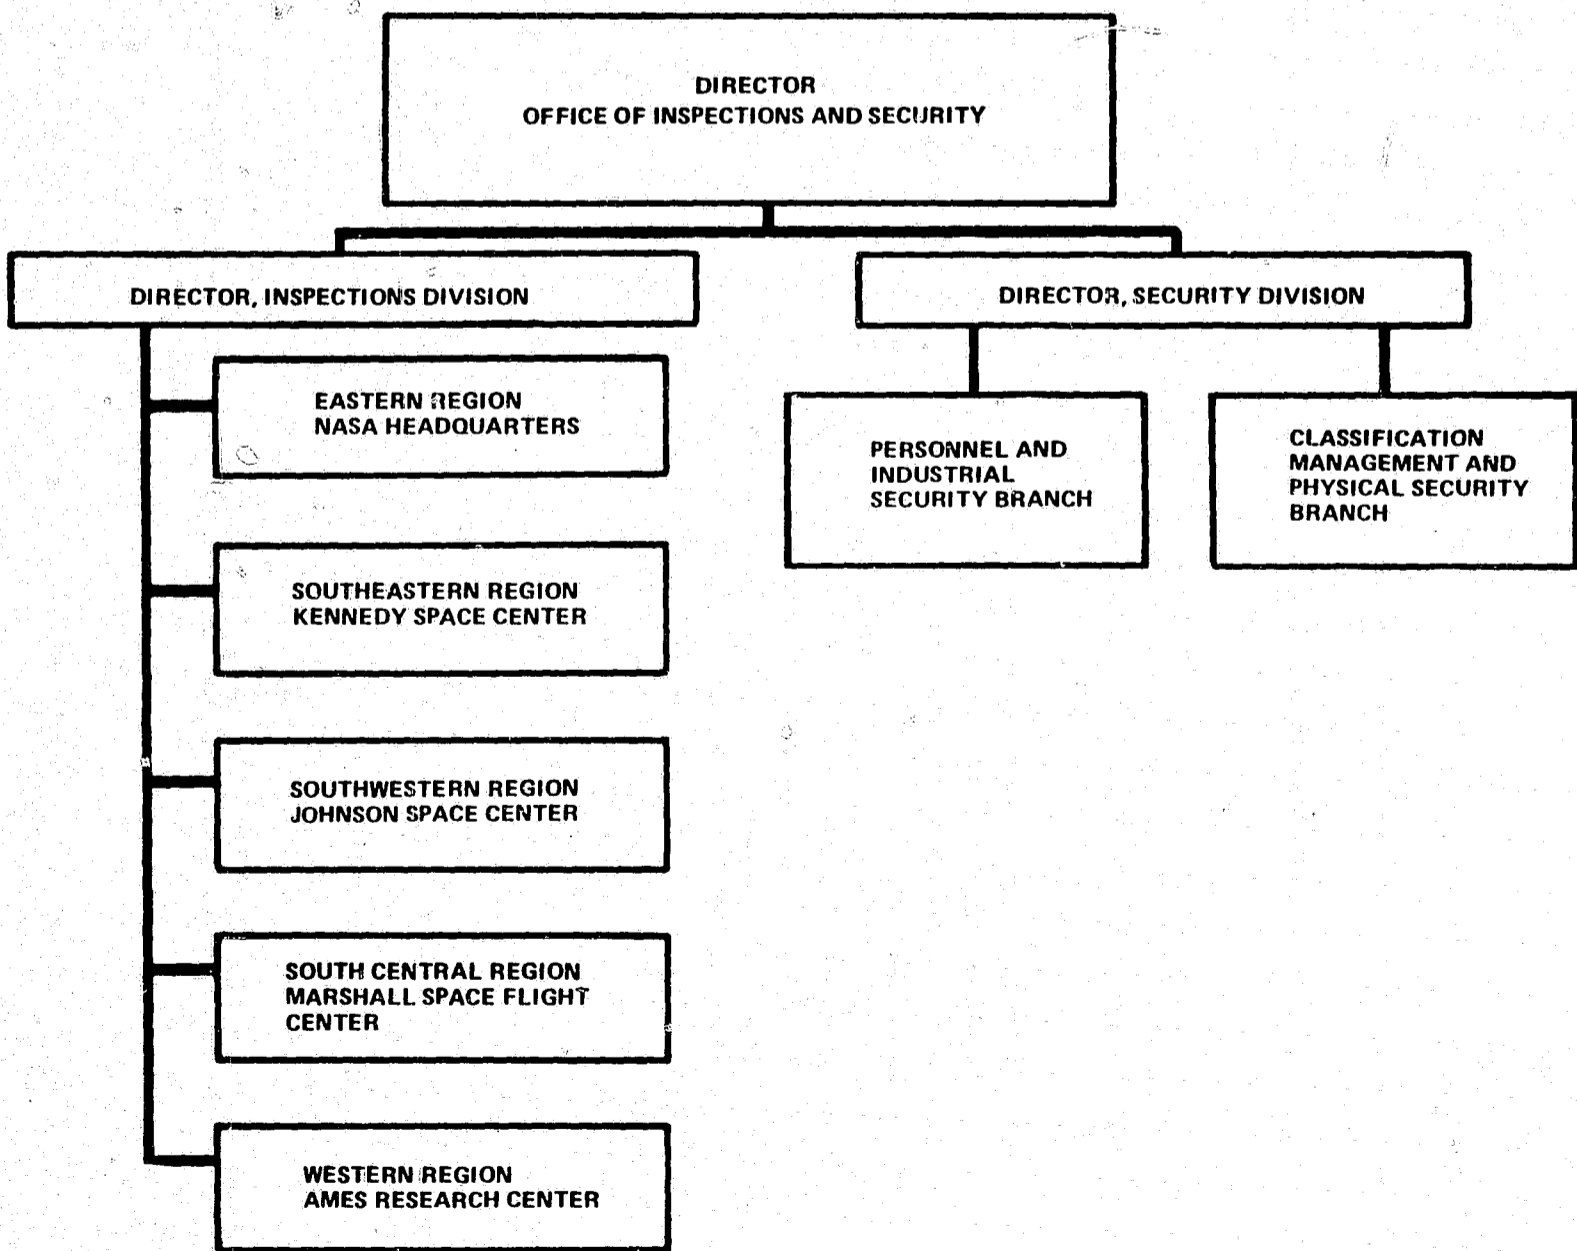 DIRECTOR
OFFICE OF INSPECTIONS AND SECURITY
DIRECTOR, INSPECTIONS DIVISION
DIRECTOR, SECURITY DIVISION
EASTERN REGION
NASA HEADQUARTERS
PERSONNEL AND
INDUSTRIAL
SECURITY BRANCH
CLASSIFICATION
MANAGEMENT AND
PHYSICAL SECURITY
BRANCH
SOUTHEASTERN REGION
KENNEDY SPACE CENTER
SOUTHWESTERN REGION
JOHNSON SPACE CENTER
SOUTH CENTRAL REGION
MARSHALL SPACE FLIGHT
CENTER
WESTERN REGION
AMES RESEARCH CENTER